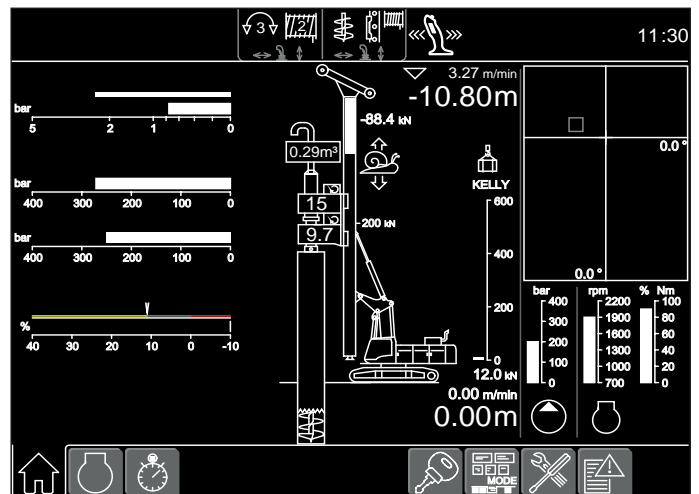 3 2 11:30
3.27 m/min
-10.80m
bar
5 2 1 0
-88.4 kN
0.29m³
0.0°
KELLY
bar
400 300 200 100 0
15
600
-200 kN
9.7
bar
400 300 200 100 0
400
0.0°
bar rpm % Nm
400 2200 100
300 1900 80
200 1600 60
1300 40
100 1000 20
0 700 0
200
%
40 30 20 10 0 -10
0
12.0 kN
0.00 m/min
0.00m
MODE